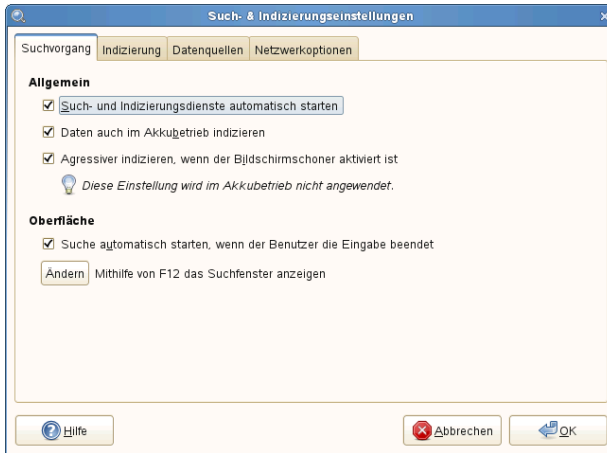 Such- & Indizierungseinstellungen
Suchvorgang Indizierung Datenquellen Netzwerkoptionen
Allgemein
Such- und Indizierungsdienste automatisch starten
Daten auch im Akkubetrieb indizieren
Agressiver indizieren, wenn der Bildschirmschoner aktiviert ist
Diese Einstellung wird im Akkubetrieb nicht angewendet.
Oberfläche
Suche automatisch starten, wenn der Benutzer die Eingabe beendet
Ändern Mithilfe von F12 das Suchfenster anzeigen
Hilfe Abbrechen OK